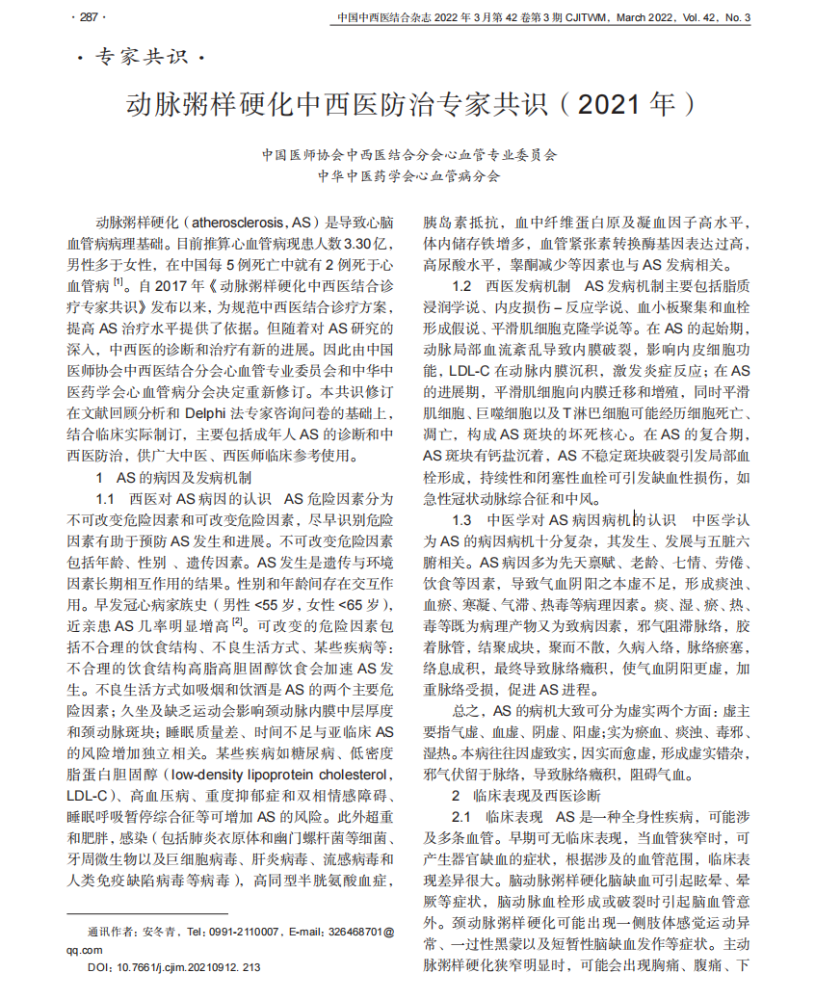 · 287·
中国中西医结合杂志 2022 年 3 月第 42 卷第 3 期 CJITWM, March 2022, Vol. 42, No. 3
· 专家共识 ·
动脉粥样硬化中西医防治专家共识（2021 年）
中国医师协会中西医结合分会心血管专业委员会
中华中医药学会心血管病分会
动脉粥样硬化（atherosclerosis, AS）是导致心脑
血管病病理基础。目前推算心血管病现患人数 3.30 亿,
男性多于女性，在中国每 5 例死亡中就有 2 例死于心
血管病 [1]。自 2017 年《动脉粥样硬化中西医结合诊
疗专家共识》发布以来, 为规范中西医结合诊疗方案,
提高 AS 治疗水平提供了依据。但随着对 AS 研究的
深入，中西医的诊断和治疗有新的进展。因此由中国
医师协会中西医结合分会心血管专业委员会和中华中
医药学会心血管病分会决定重新修订。本共识修订
在文献回顾分析和 Delphi 法专家咨询问卷的基础上,
结合临床实际制订, 主要包括成年人 AS 的诊断和中
西医防治，供广大中医、西医师临床参考使用。
1 AS 的病因及发病机制
1.1 西医对 AS 病因的认识 AS 危险因素分为
不可改变危险因素和可改变危险因素，尽早识别危险
因素有助于预防 AS 发生和进展。不可改变危险因素
包括年龄、性别 、遗传因素。AS 发生是遗传与环境
因素长期相互作用的结果。性别和年龄间存在交互作
用。早发冠心病家族史（男性 <55 岁, 女性 <65 岁）,
近亲患 AS 几率明显增高 [2]。可改变的危险因素包
括不合理的饮食结构、不良生活方式、某些疾病等:
不合理的饮食结构高脂高胆固醇饮食会加速 AS 发
生。不良生活方式如吸烟和饮酒是 AS 的两个主要危
险因素; 久坐及缺乏运动会影响颈动脉内膜中层厚度
和颈动脉斑块; 睡眠质量差、时间不足与亚临床 AS
的风险增加独立相关。某些疾病如糖尿病、低密度
脂蛋白胆固醇（low-density lipoprotein cholesterol,
LDL-C）、高血压病、重度抑郁症和双相情感障碍、
睡眠呼吸暂停综合征等可增加 AS 的风险。此外超重
和肥胖, 感染（包括肺炎衣原体和幽门螺杆菌等细菌、
牙周微生物以及巨细胞病毒、肝炎病毒、流感病毒和
人类免疫缺陷病毒等病毒）, 高同型半胱氨酸血症,
通讯作者：安冬青, Tel: 0991-2110007, E-mail: 326468701@
qq.com
DOI: 10.7661/j.cjim.20210912. 213
胰岛素抵抗，血中纤维蛋白原及凝血因子高水平,
体内储存铁增多，血管紧张素转换酶基因表达过高,
高尿酸水平，睾酮减少等因素也与 AS 发病相关。
1.2 西医发病机制 AS 发病机制主要包括脂质
浸润学说、内皮损伤 – 反应学说、血小板聚集和血栓
形成假说、平滑肌细胞克隆学说等。在 AS 的起始期,
动脉局部血流紊乱导致内膜破裂，影响内皮细胞功
能, LDL-C 在动脉内膜沉积，激发炎症反应; 在 AS
的进展期，平滑肌细胞向内膜迁移和增殖，同时平滑
肌细胞、巨噬细胞以及 T 淋巴细胞可能经历细胞死亡、
凋亡，构成 AS 斑块的坏死核心。在 AS 的复合期,
AS 斑块有钙盐沉着, AS 不稳定斑块破裂引发局部血
栓形成，持续性和闭塞性血栓可引发缺血性损伤，如
急性冠状动脉综合征和中风。
1.3 中医学对 AS 病因病机的认识 中医学认
为 AS 的病因病机十分复杂，其发生、发展与五脏六
腑相关。AS 病因多为先天禀赋、老龄、七情、劳倦、
饮食等因素，导致气血阴阳之本虚不足，形成痰浊、
血瘀、寒凝、气滞、热毒等病理因素。痰、湿、瘀、热、
毒等既为病理产物又为致病因素，邪气阻滞脉络，胶
着脉管，结聚成块，聚而不散，久病入络，脉络瘀塞,
络息成积，最终导致脉络癥积，使气血阴阳更虚，加
重脉络受损，促进 AS 进程。
总之, AS 的病机大致可分为虚实两个方面: 虚主
要指气虚、血虚、阴虚、阳虚; 实为瘀血、痰浊、毒邪、
湿热。本病往往因虚致实，因实而愈虚，形成虚实错杂,
邪气伏留于脉络，导致脉络癥积，阻碍气血。
2 临床表现及西医诊断
2.1 临床表现 AS 是一种全身性疾病，可能涉
及多条血管。早期可无临床表现，当血管狭窄时，可
产生器官缺血的症状，根据涉及的血管范围，临床表
现差异很大。脑动脉粥样硬化脑缺血可引起眩晕、晕
厥等症状，脑动脉血栓形成或破裂时引起脑血管意
外。颈动脉粥样硬化可能出现一侧肢体感觉运动异
常、一过性黑蒙以及短暂性脑缺血发作等症状。主动
脉粥样硬化狭窄明显时，可能会出现胸痛、腹痛、下